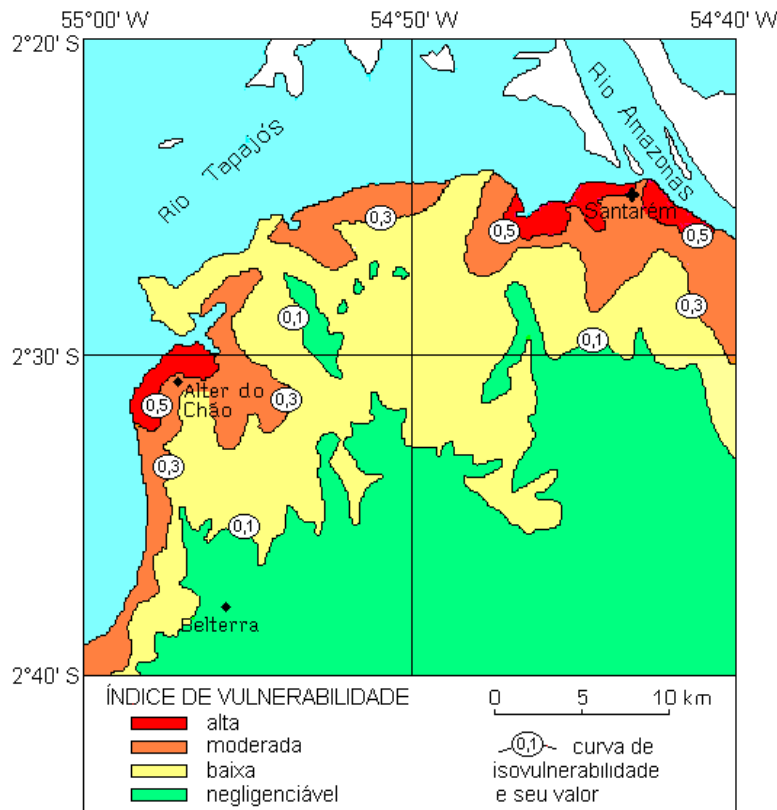 55°00' W
54°50' W
54°40' W
2°20' S
Rio Tapajós
Rio Amazonas
0,3
Santarém
0,5
0,5
0,3
0,1
0,1
2°30' S
Alter do
Chão
0,5
0,3
0,3
0,1
Belterra
2°40' S
ÍNDICE DE VULNERABILIDADE
alta
moderada
baixa
negligenciável
0 5 10 km
0,1 curva de
isovulnerabilidade
e seu valor